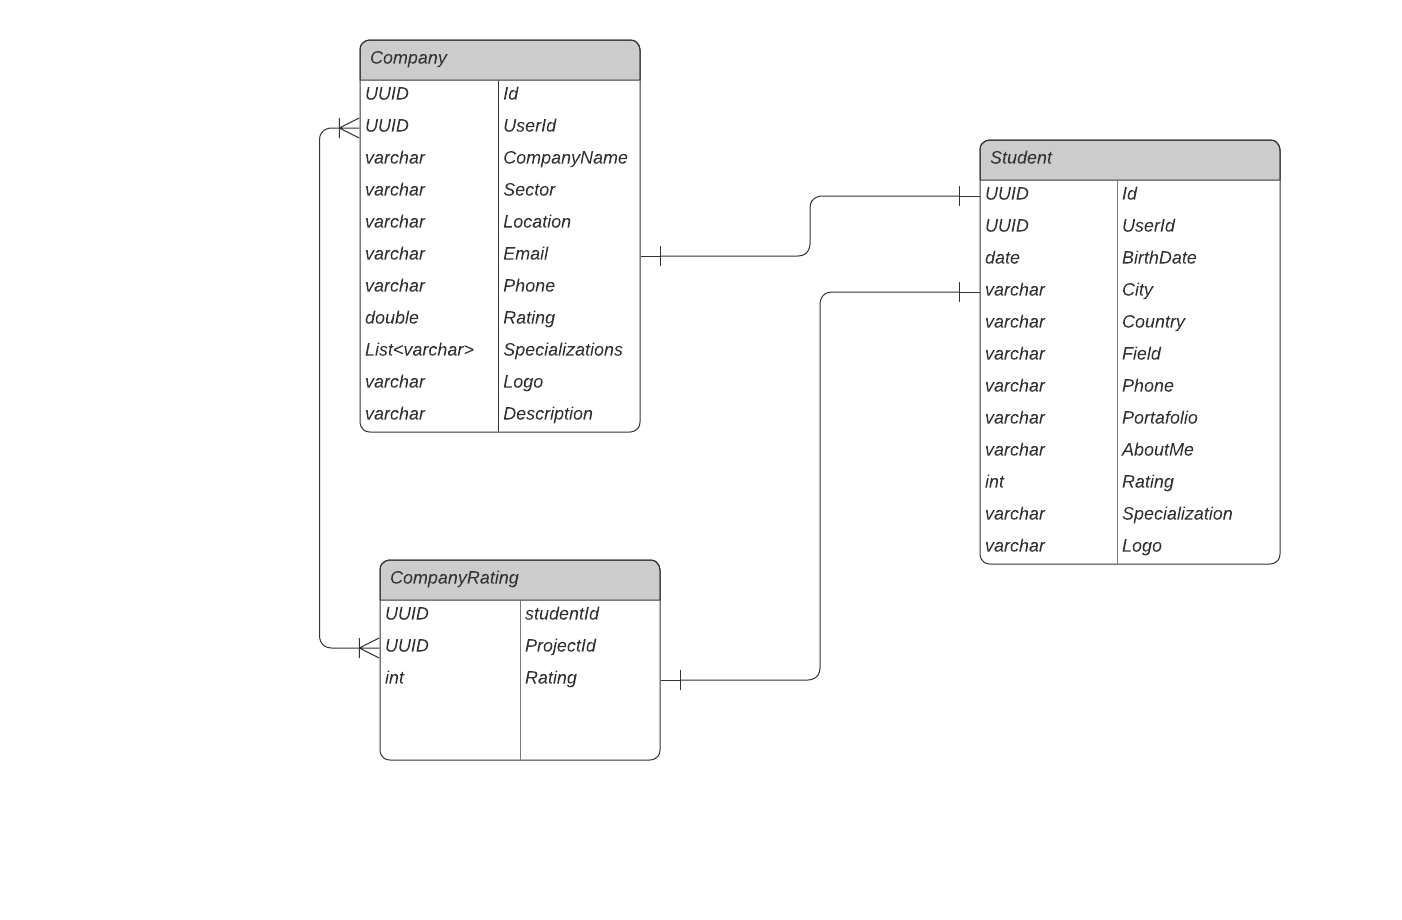 Company
UUID Id
UUID UserId
varchar CompanyName
varchar Sector
varchar Location
varchar Email
varchar Phone
double Rating
List<varchar> Specializations
varchar Logo
varchar Description
Student
UUID Id
UUID UserId
date BirthDate
varchar City
varchar Country
varchar Field
varchar Phone
varchar Portafolio
varchar AboutMe
int Rating
varchar Specialization
varchar Logo
CompanyRating
UUID studentId
UUID ProjectId
int Rating